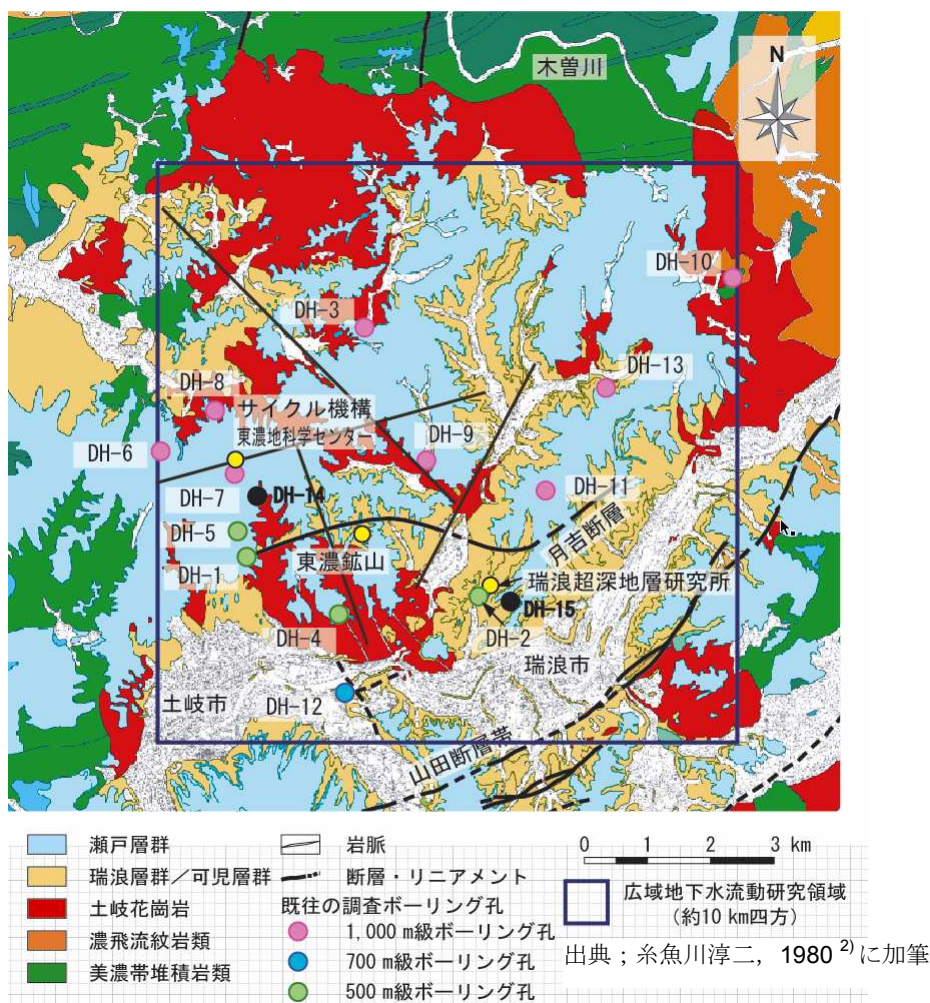 木曽川
N
DH-10
DH-3
DH-13
DH-8
サイクル機構
東濃地科学センター
DH-9
DH-6
DH-7
DH-14
DH-11
DH-5
月吉断層
DH-1
東濃鉱山
瑞浪超深地層研究所
DH-15
DH-4
DH-2
瑞浪市
土岐市
DH-12
山田断層帯
瀬戸層群
瑞浪層群/可児層群
土岐花崗岩
濃飛流紋岩類
美濃帯堆積岩類
岩脈
断層・リニアメント
既往の調査ボーリング孔
1,000 m級ボーリング孔
700 m級ボーリング孔
500 m級ボーリング孔
0 1 2 3 km
広域地下水流動研究領域
(約10 km四方)
出典;糸魚川淳二, 1980 2)に加筆